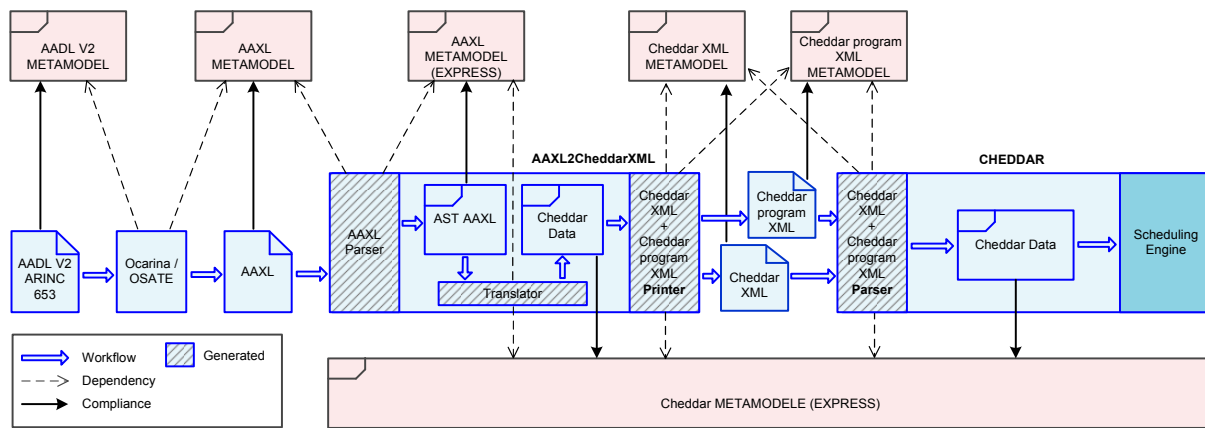 AADL V2
METAMODEL
AAXL
METAMODEL
AAXL
METAMODEL
(EXPRESS)
Cheddar XML
METAMODEL
Cheddar program
XML
METAMODEL
AAXL2CheddarXML
CHEDDAR
AADL V2
ARINC
653
Ocarina /
OSATE
AAXL
AAXL
Parser
AST AAXL
Cheddar
Data
Translator
Cheddar
XML
+
Cheddar
program
XML
Printer
Cheddar
program
XML
Cheddar
XML
Cheddar
XML
+
Cheddar
program
XML
Parser
Cheddar Data
Scheduling
Engine
Workflow
Generated
Dependency
Compliance
Cheddar METAMODELE (EXPRESS)